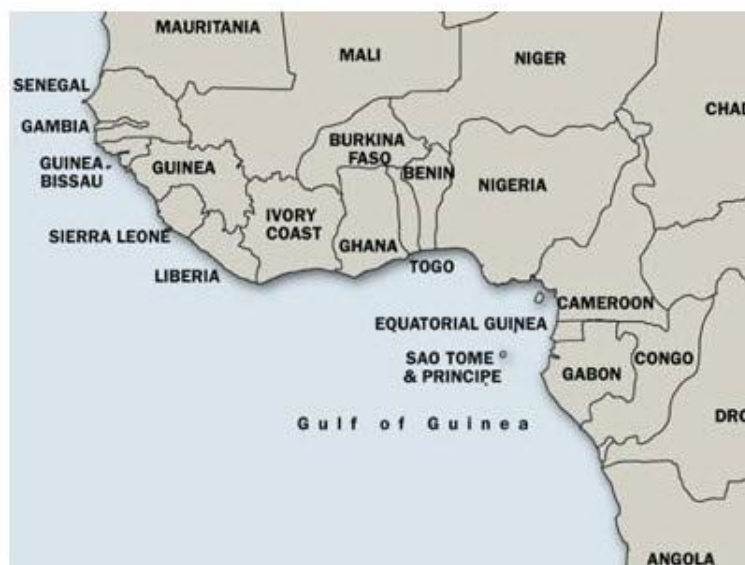 MAURITANIA
MALI
NIGER
SENEGAL
CHAD
GAMBIA
BURKINA
FASO
GUINEA
BISSAU
GUINEA
BENIN
NIGERIA
IVORY
COAST
SIERRA LEONE
GHANA
TOGO
LIBERIA
CAMEROON
EQUATORIAL GUINEA
SAO TOME
& PRINCIPE
CONGO
GABON
DRC
Gulf of Guinea
ANGOLA